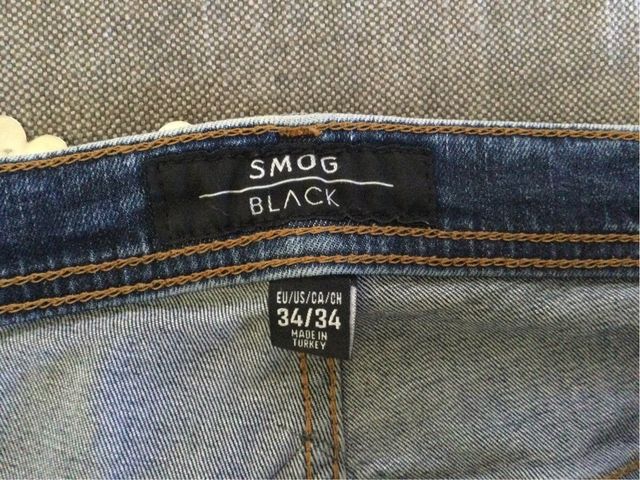 SMOG
BLACK
EU/US/CA/CH
34/34
MADE IN
TURKEY